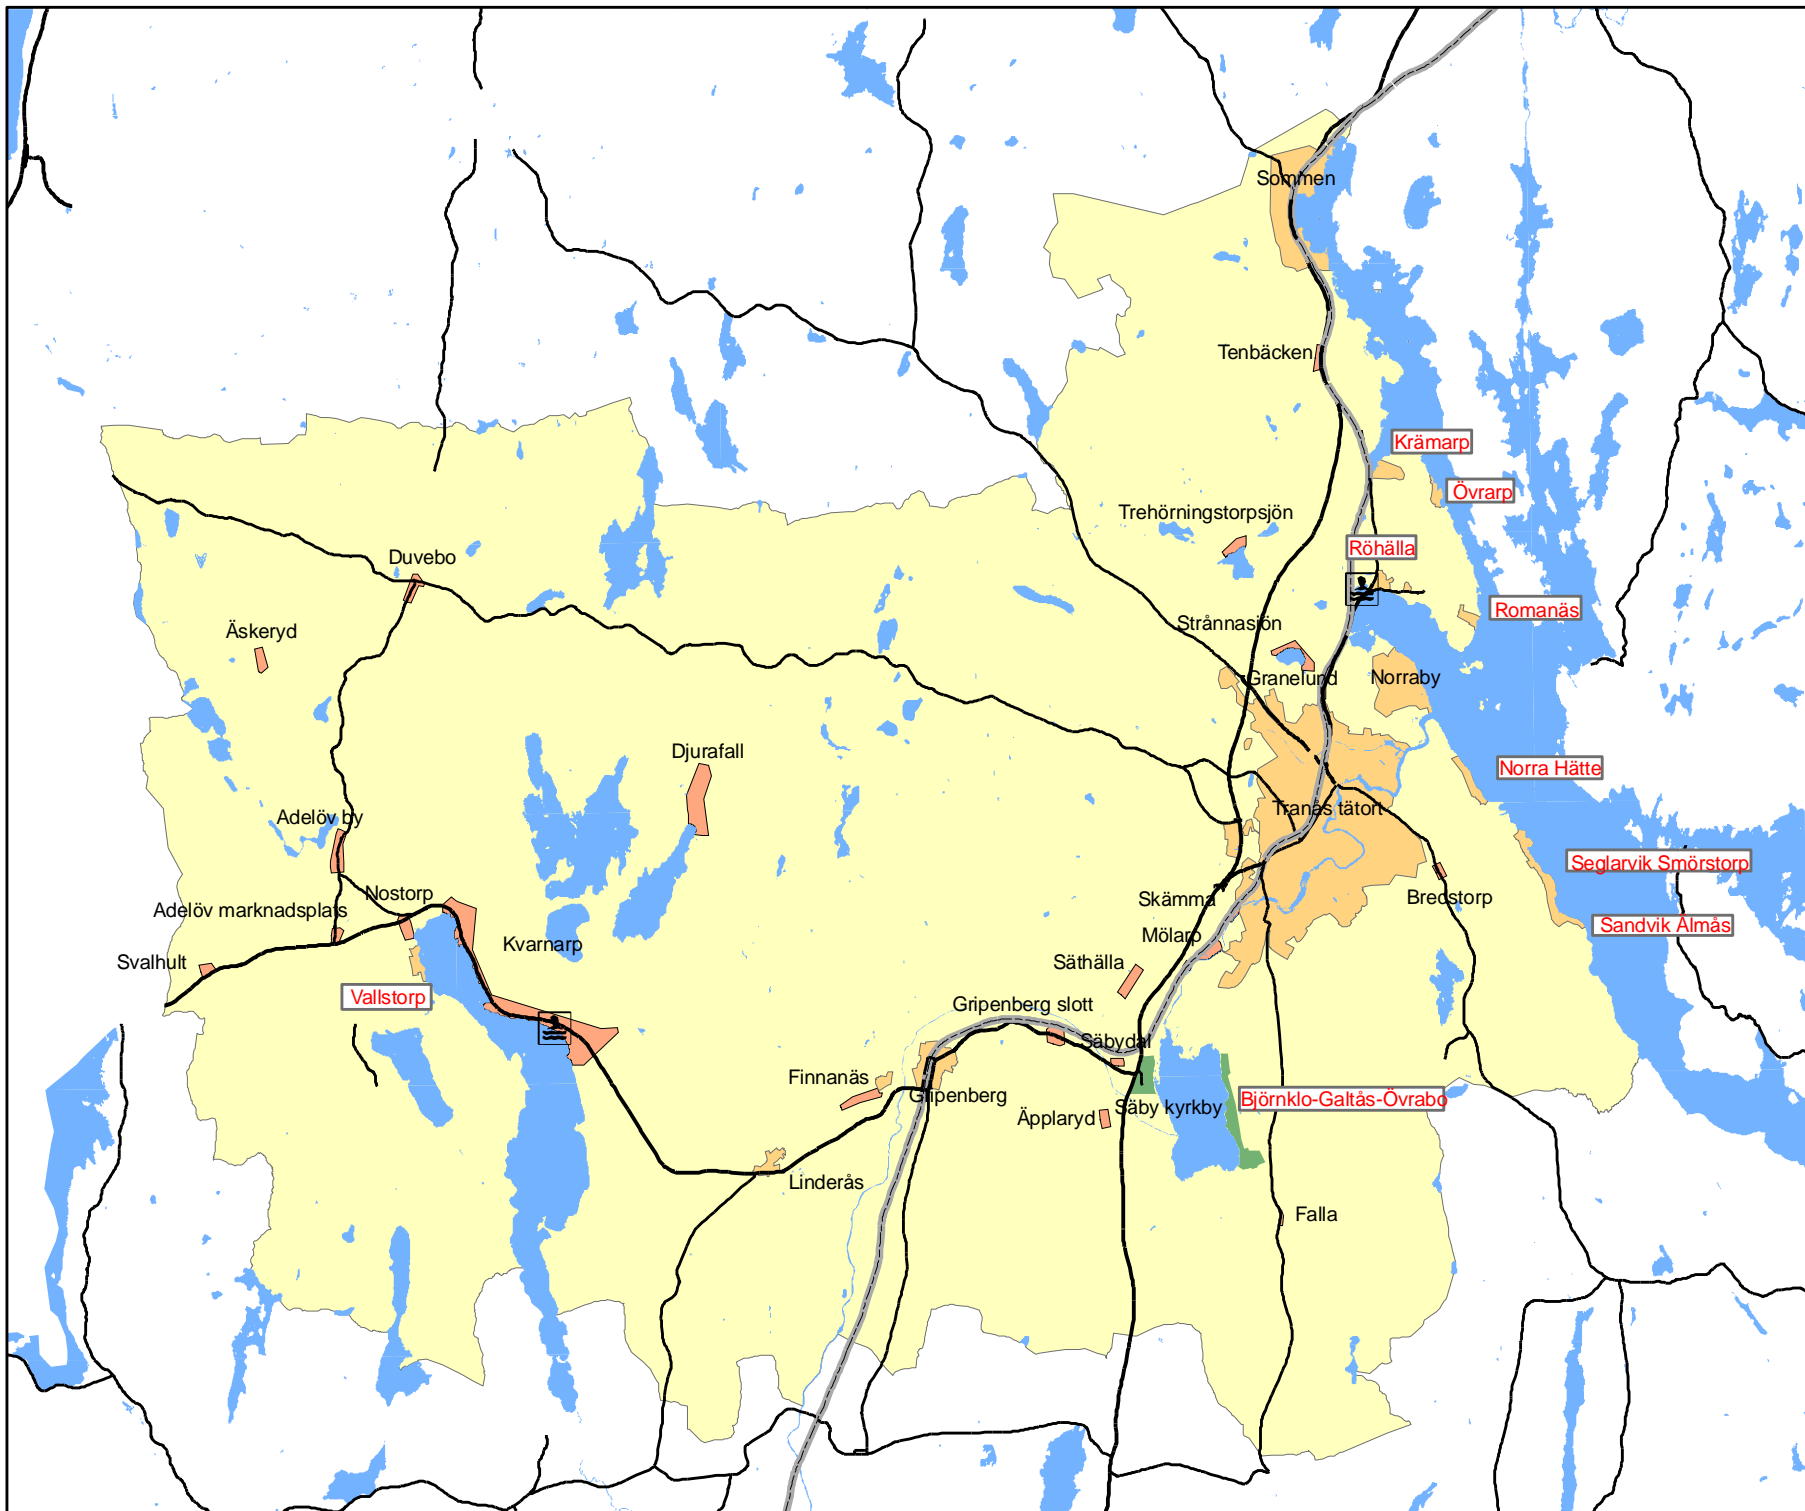 Sommen
Tenbäcken
Krämarp
Övrarp
Trehörningstorpsjön
Röhälla
Duvebo
Romanäs
Strånnasjön
Äskeryd
Granelund
Norraby
Djurafall
Norra Hätte
Tranås tätort
Adelöv by
Seglarvik Smörstorp
Nostorp
Skämma
Bredstorp
Adelöv marknadsplats
Sandvik Älmås
Mölarp
Kvarnarp
Svalhult
Säthälla
Vallstorp
Gripenberg slott
Säbydal
Finnanäs
Gripenberg
Björnklo-Galtås-Övrabo
Säby kyrkby
Äpplaryd
Linderås
Falla